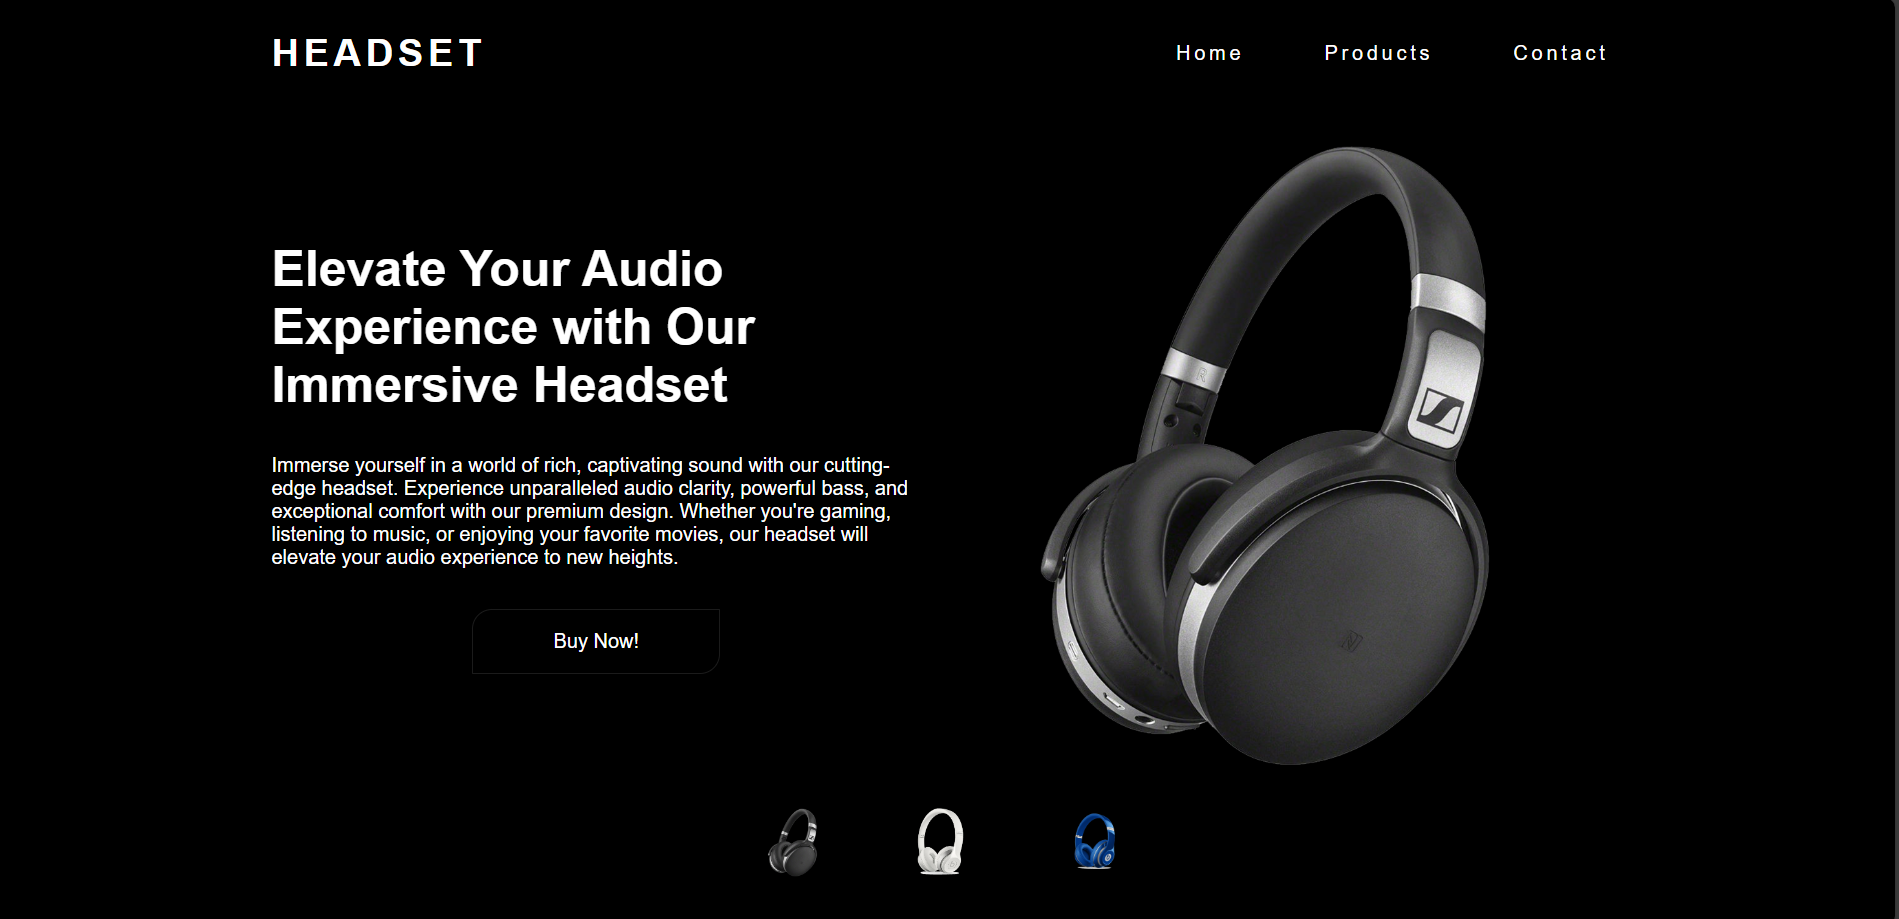 HEADSET
Home
Products
Contact
Elevate Your Audio
Experience with Our
Immersive Headset
Immerse yourself in a world of rich, captivating sound with our cutting-
edge headset. Experience unparalleled audio clarity, powerful bass, and
exceptional comfort with our premium design. Whether you're gaming,
listening to music, or enjoying your favorite movies, our headset will
elevate your audio experience to new heights.
Buy Now!